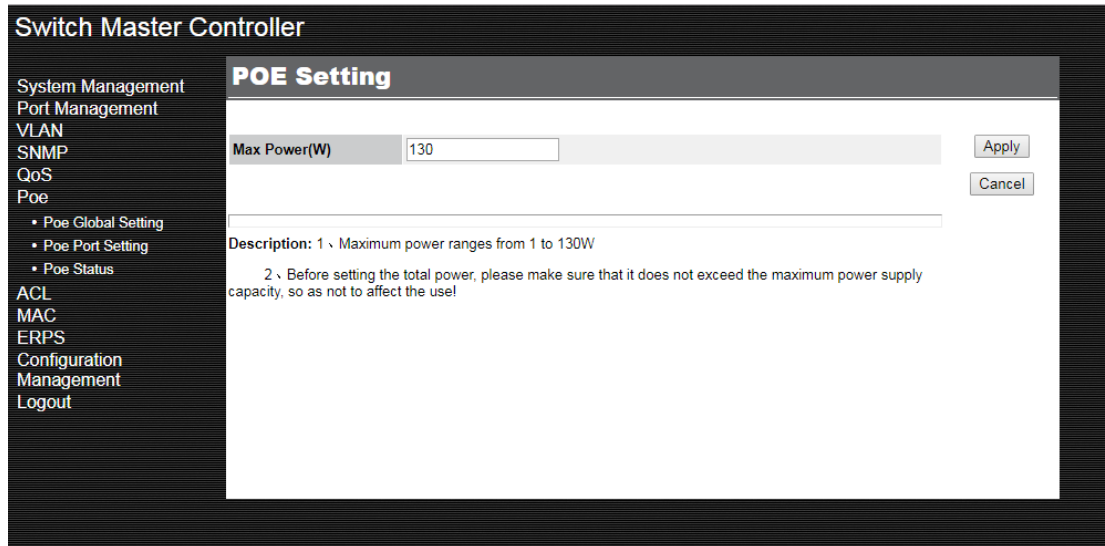 Switch Master Controller
System Management
Port Management
VLAN
SNMP
QoS
Poe
• Poe Global Setting
• Poe Port Setting
• Poe Status
ACL
MAC
ERPS
Configuration
Management
Logout
POE Setting
Max Power(W) 130
Apply
Cancel
Description: 1、Maximum power ranges from 1 to 130W
2、Before setting the total power, please make sure that it does not exceed the maximum power supply
capacity, so as not to affect the use!